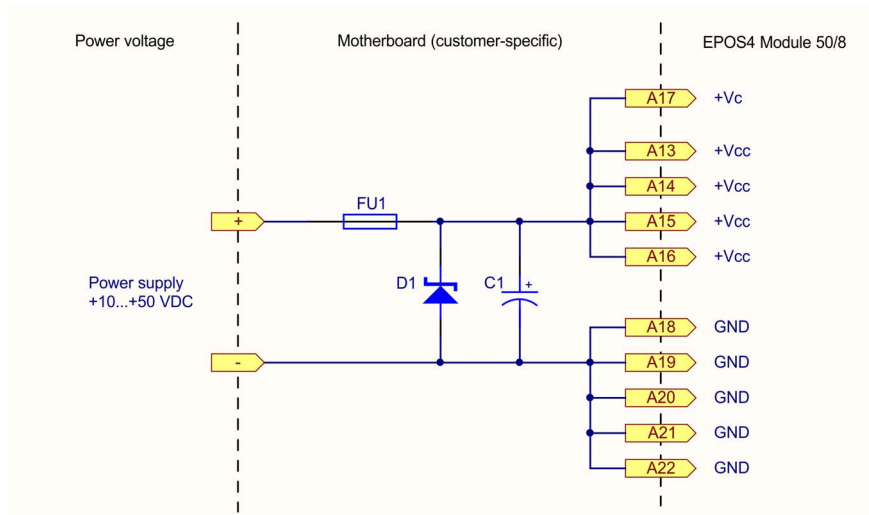 Power voltage
Motherboard (customer-specific)
EPOS4 Module 50/8
A17 +Vc
A13 +Vcc
A14 +Vcc
FU1
+
A15 +Vcc
A16 +Vcc
D1
C1 +
Power supply
+10...+50 VDC
A18 GND
-
A19 GND
A20 GND
A21 GND
A22 GND